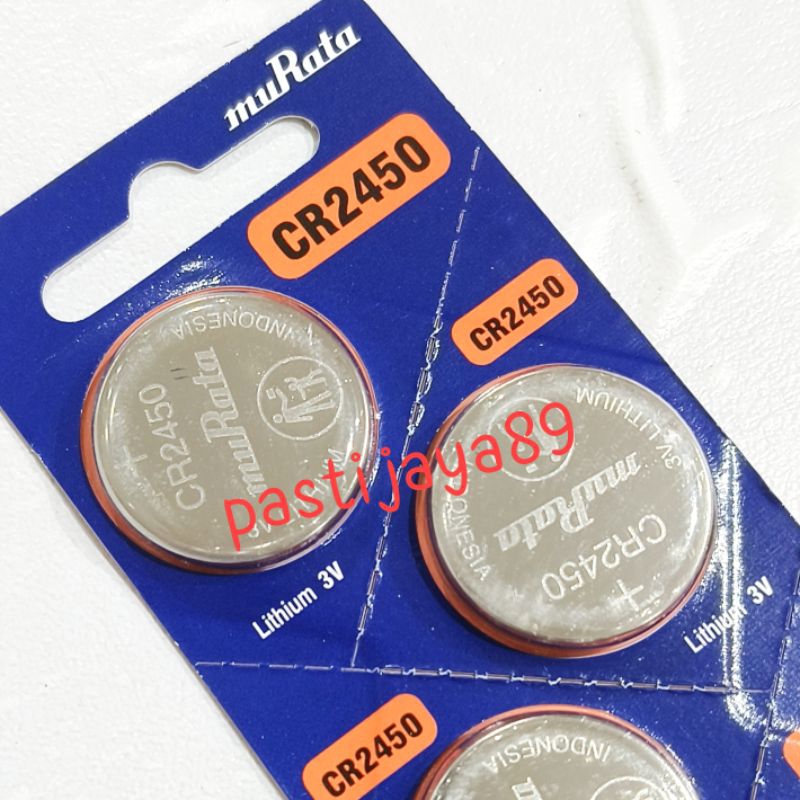 muRata
CR2450
CR2450
INDONESIA
muRata
CR2450
+
3V LITHIUM
muRata
INDONESIA
CR2450
+
pastijaya89
Lithium 3V
Lithium 3V
CR2450
INDONESIA